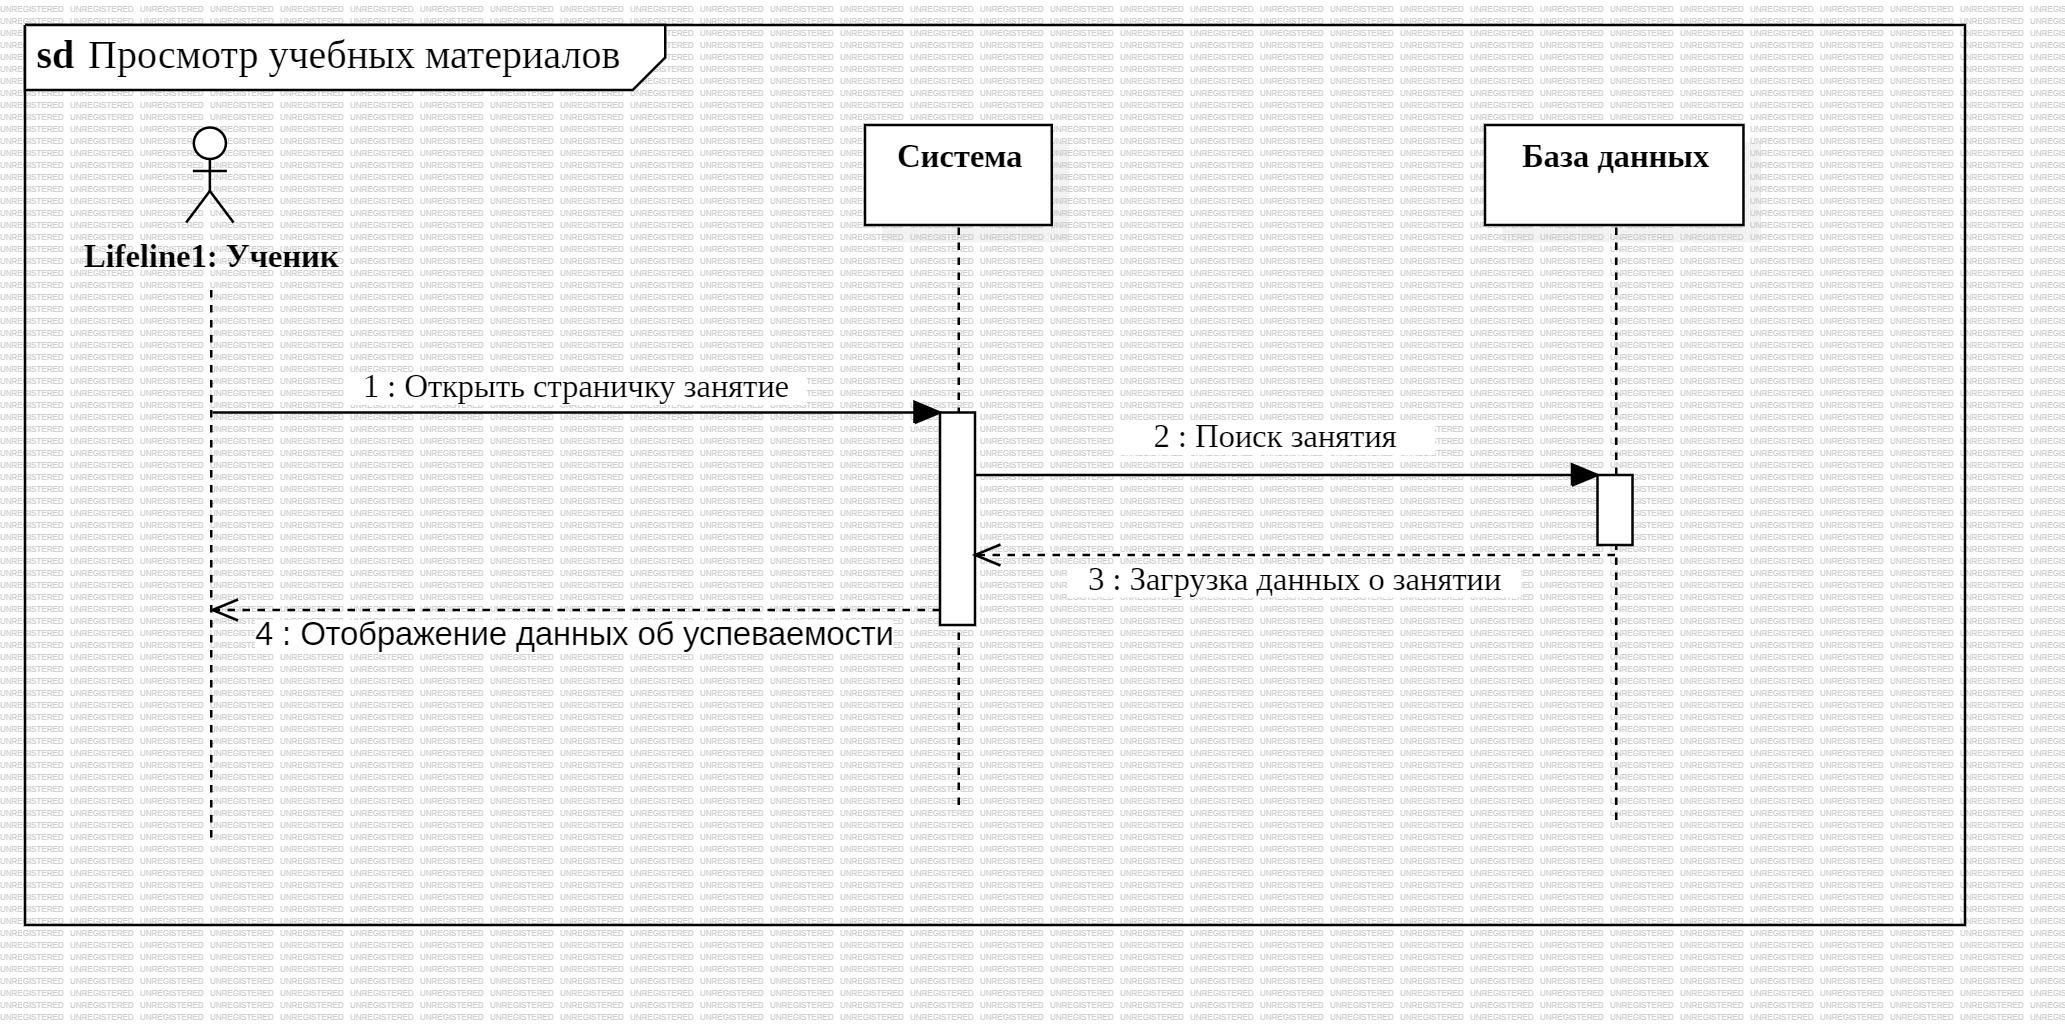 sd Просмотр учебных материалов
Система
База данных
Lifeline1: Ученик
1 : Открыть страничку занятие
2 : Поиск занятия
3 : Загрузка данных о занятии
4 : Отображение данных об успеваемости
UNREGISTERED